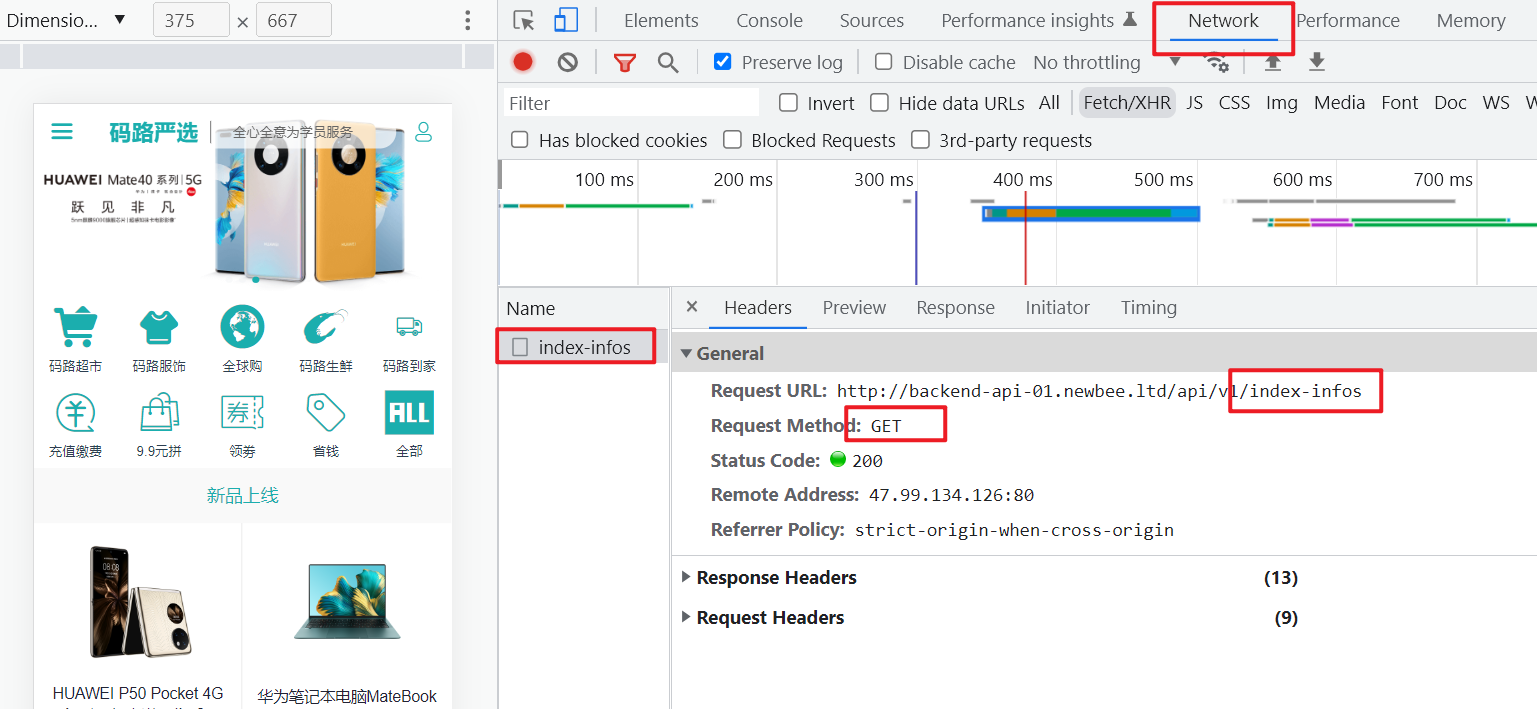 Dimensio... ▼ 375 × 667
Elements Console Sources Performance insights Network Performance Memory
Preserve log Disable cache No throttling
Filter Invert Hide data URLs All Fetch/XHR JS CSS Img Media Font Doc WS W
Has blocked cookies Blocked Requests 3rd-party requests
100 ms 200 ms 300 ms 400 ms 500 ms 600 ms 700 ms
码路严选 全心全意为学员服务
HUAWEI Mate40 系列 | 5G
跃 见 非 凡
码路超市 码路服饰 全球购 码路生鲜 码路到家
券 ALL
充值缴费 9.9元拼 领劵 省钱 全部
新品上线
08:08
HUAWEI P50 Pocket 4G
华为笔记本电脑MateBook
Name
index-infos
× Headers Preview Response Initiator Timing
General
Request URL: http://backend-api-01.newbee.ltd/api/v1/index-infos
Request Method: GET
Status Code: 200
Remote Address: 47.99.134.126:80
Referrer Policy: strict-origin-when-cross-origin
Response Headers (13)
Request Headers (9)